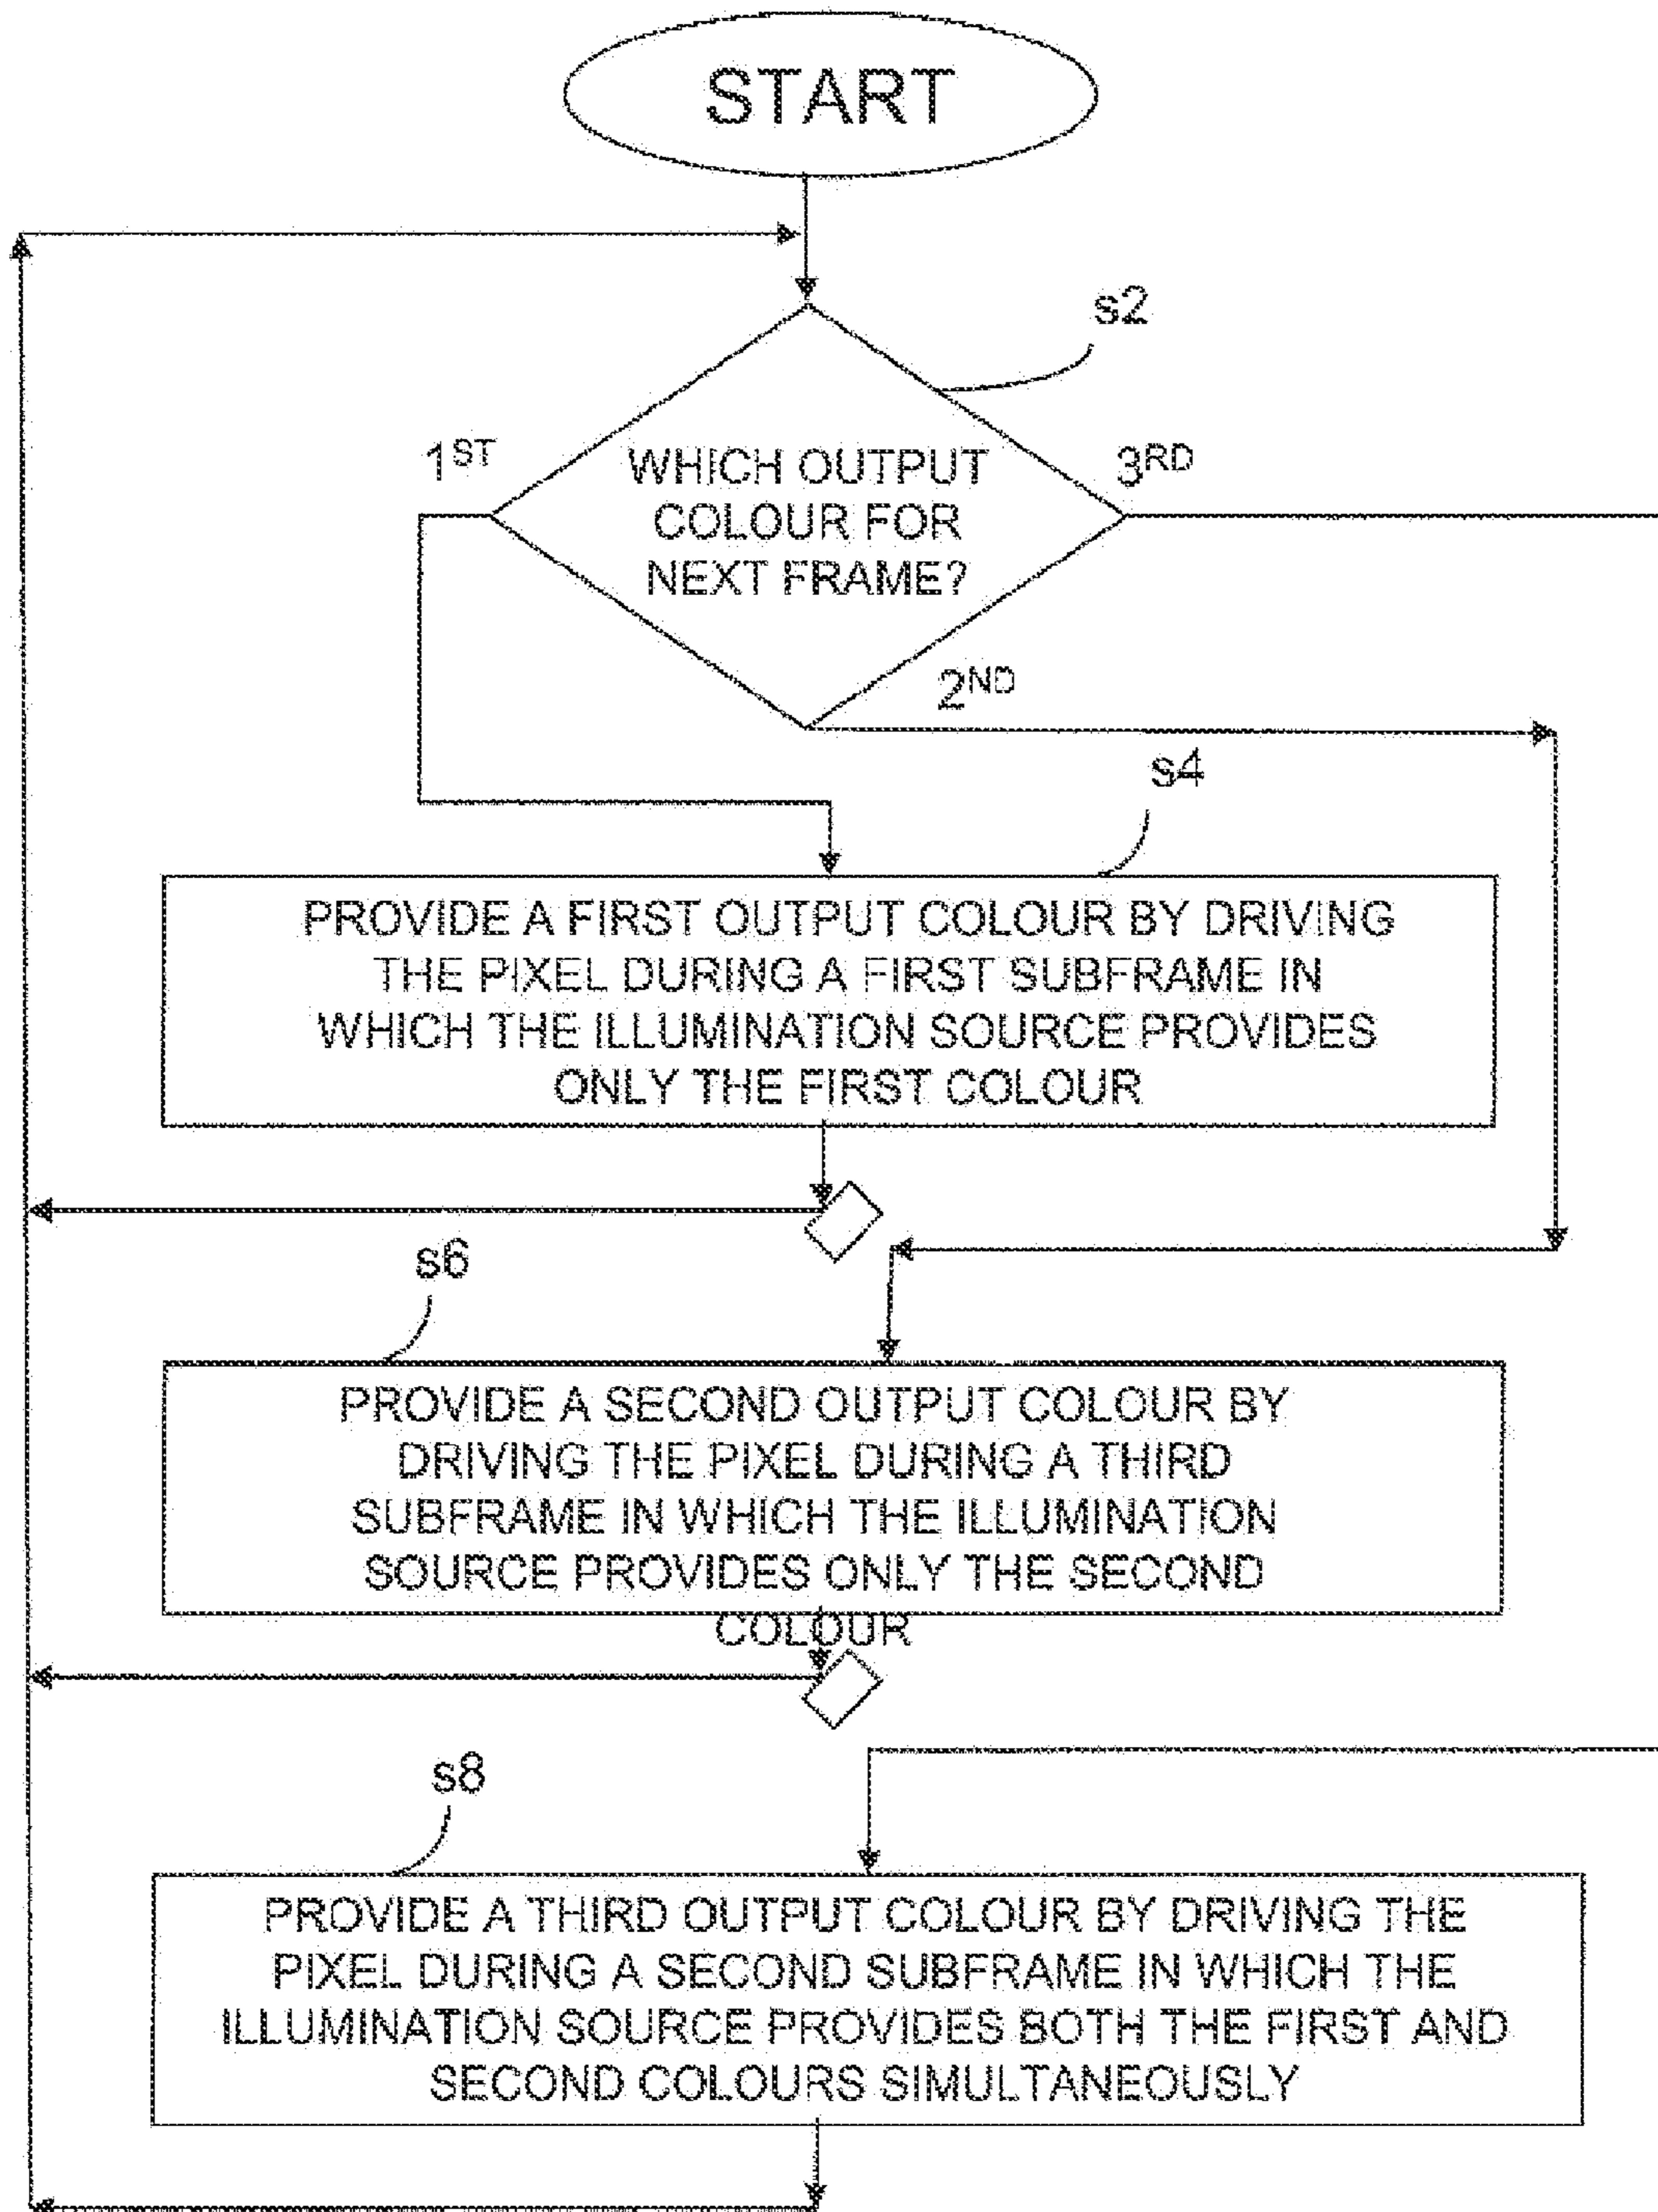 START
s2
1ST
WHICH OUTPUT
COLOUR FOR
NEXT FRAME?
3RD
2ND
s4
PROVIDE A FIRST OUTPUT COLOUR BY DRIVING
THE PIXEL DURING A FIRST SUBFRAME IN
WHICH THE ILLUMINATION SOURCE PROVIDES
ONLY THE FIRST COLOUR
s6
PROVIDE A SECOND OUTPUT COLOUR BY
DRIVING THE PIXEL DURING A THIRD
SUBFRAME IN WHICH THE ILLUMINATION
SOURCE PROVIDES ONLY THE SECOND
COLOUR
s8
PROVIDE A THIRD OUTPUT COLOUR BY DRIVING THE
PIXEL DURING A SECOND SUBFRAME IN WHICH THE
ILLUMINATION SOURCE PROVIDES BOTH THE FIRST AND
SECOND COLOURS SIMULTANEOUSLY